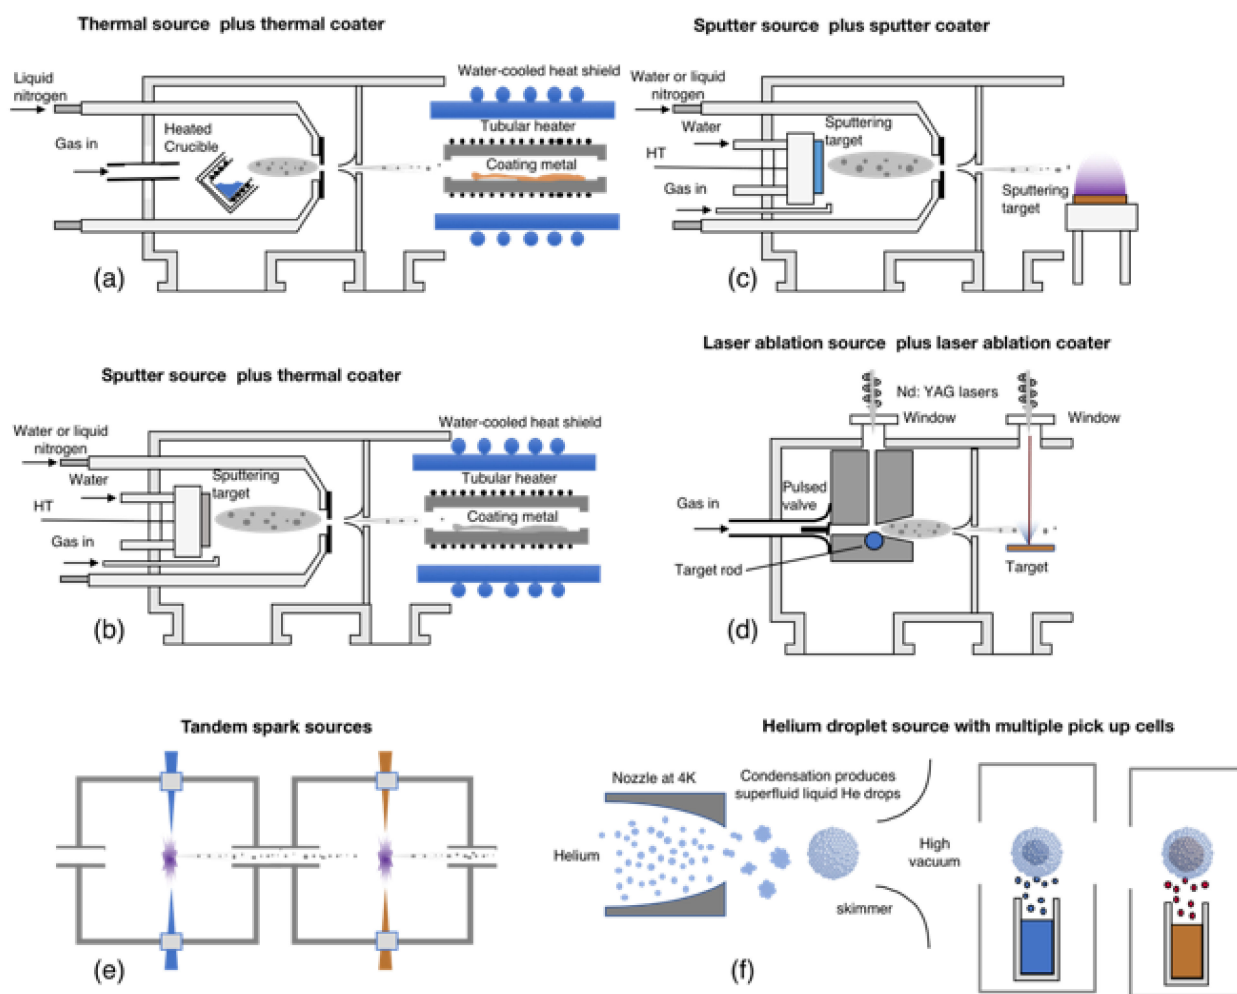 Thermal source plus thermal coater
Liquid
nitrogen
Gas in
Heated
Crucible
Water-cooled heat shield
Tubular heater
Coating metal
(a)
Sputter source plus sputter coater
Water or liquid
nitrogen
Water
HT
Gas in
Sputtering
target
Sputtering
target
(c)
Sputter source plus thermal coater
Water or liquid
nitrogen
Water
HT
Gas in
Sputtering
target
Water-cooled heat shield
Tubular heater
Coating metal
(b)
Laser ablation source plus laser ablation coater
Nd: YAG lasers
Window
Window
Gas in
Pulsed
valve
Target rod
Target
(d)
Tandem spark sources
(e)
Helium droplet source with multiple pick up cells
Nozzle at 4K
Condensation produces
superfluid liquid He drops
Helium
High
vacuum
skimmer
(f)